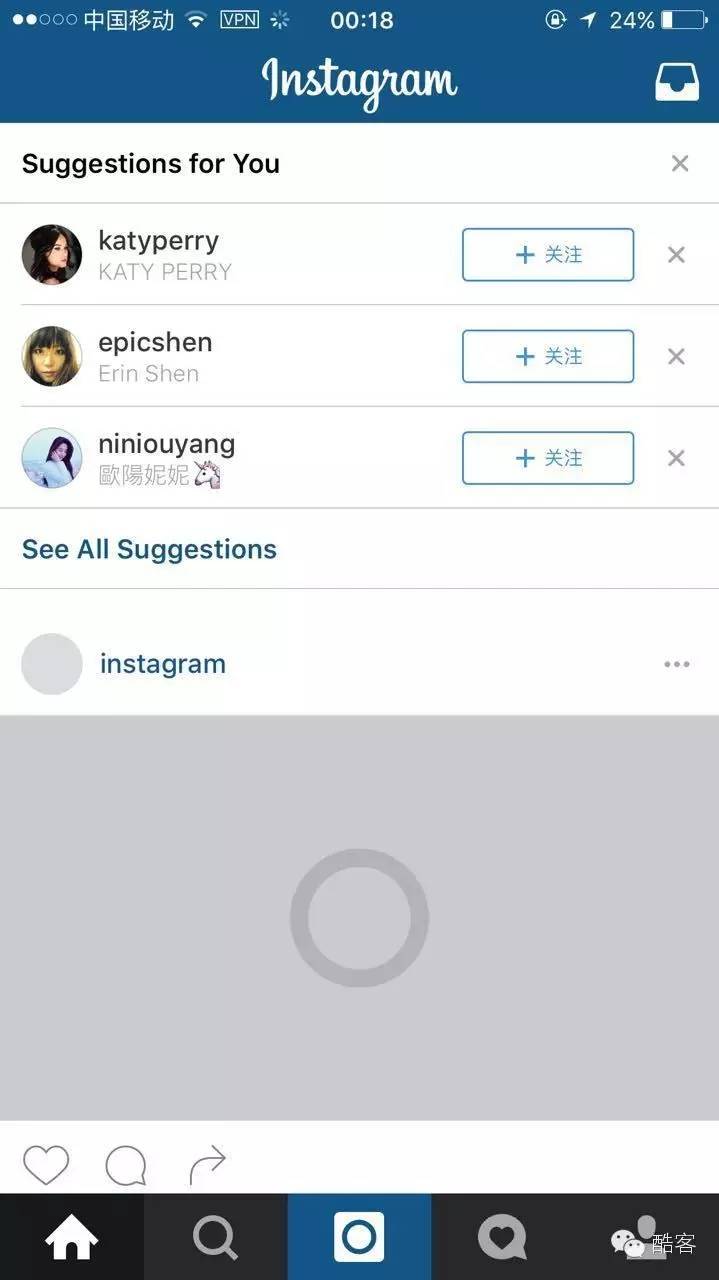 中国移动 VPN 00:18 24%
Instagram
Suggestions for You
katyperry
KATY PERRY
+ 关注
epicshen
Erin Shen
+ 关注
niniouyang
歐陽妮妮🦄
+ 关注
See All Suggestions
instagram
酷客